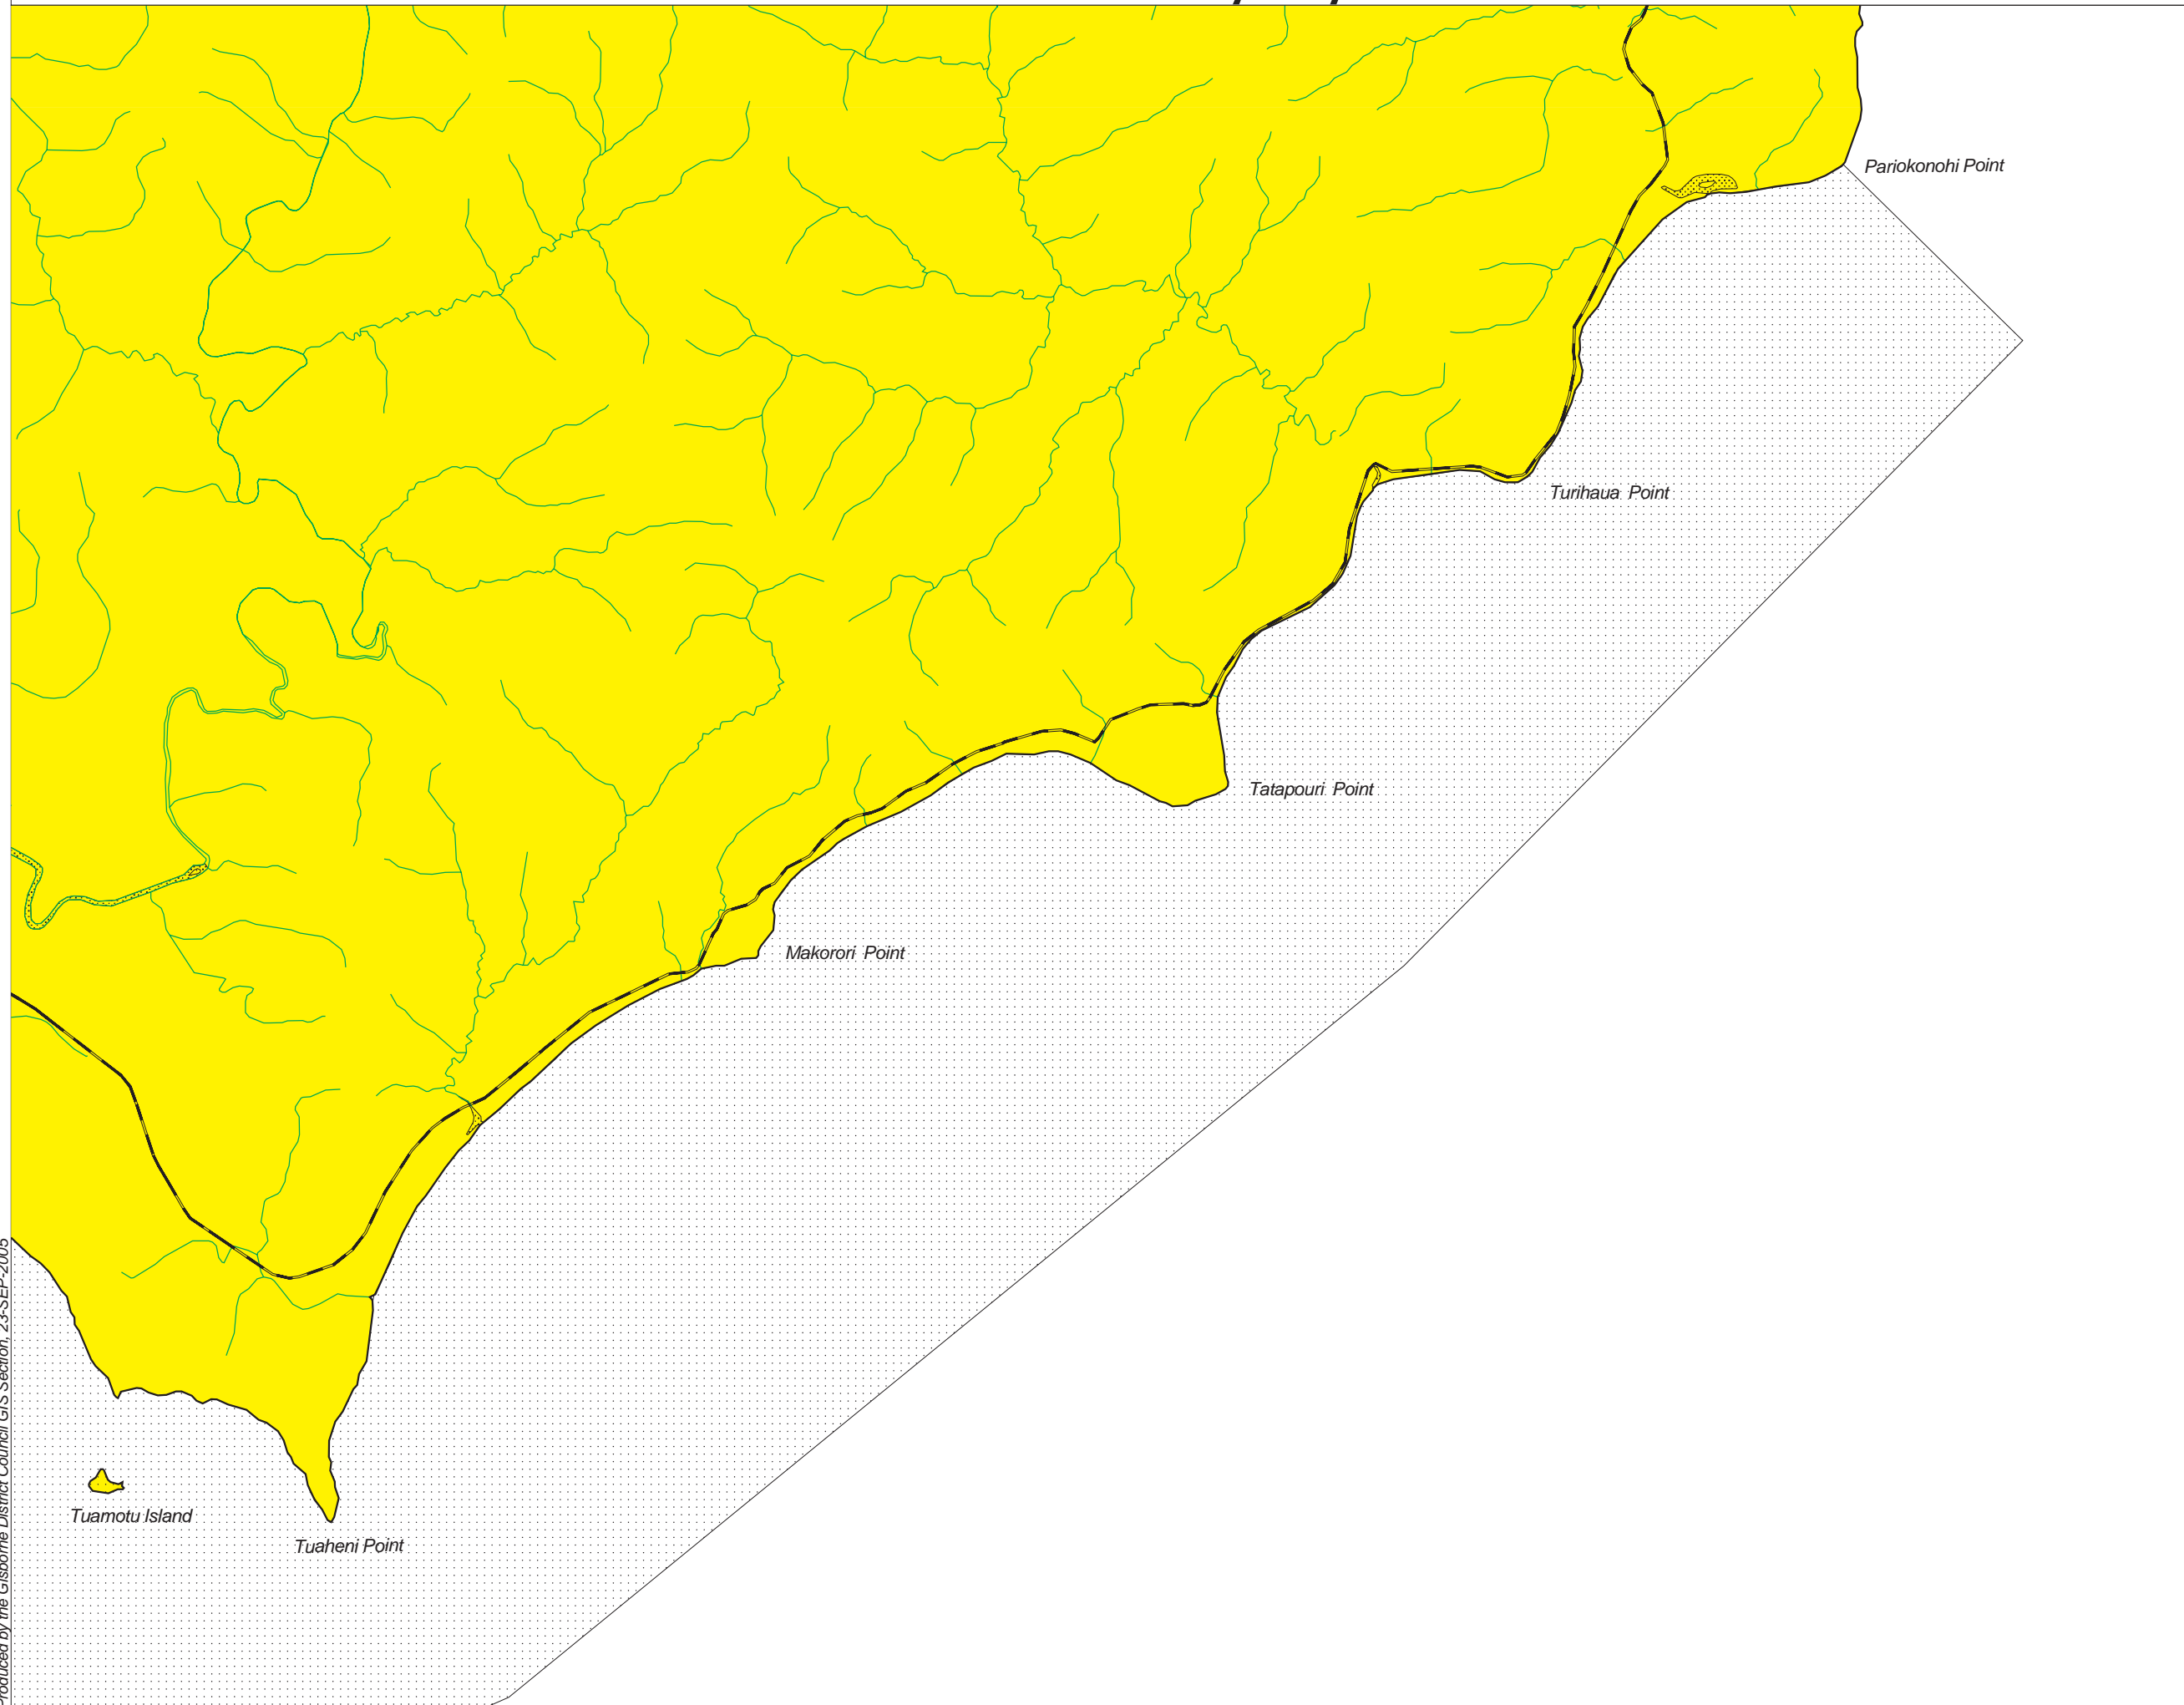 Pariokonohi Point
Turihaua Point
Tatapouri Point
Makorori Point
Tuamotu Island
Tuaheni Point
Produced by the Gisborne District Council GIS Section, 23-SEP-2005